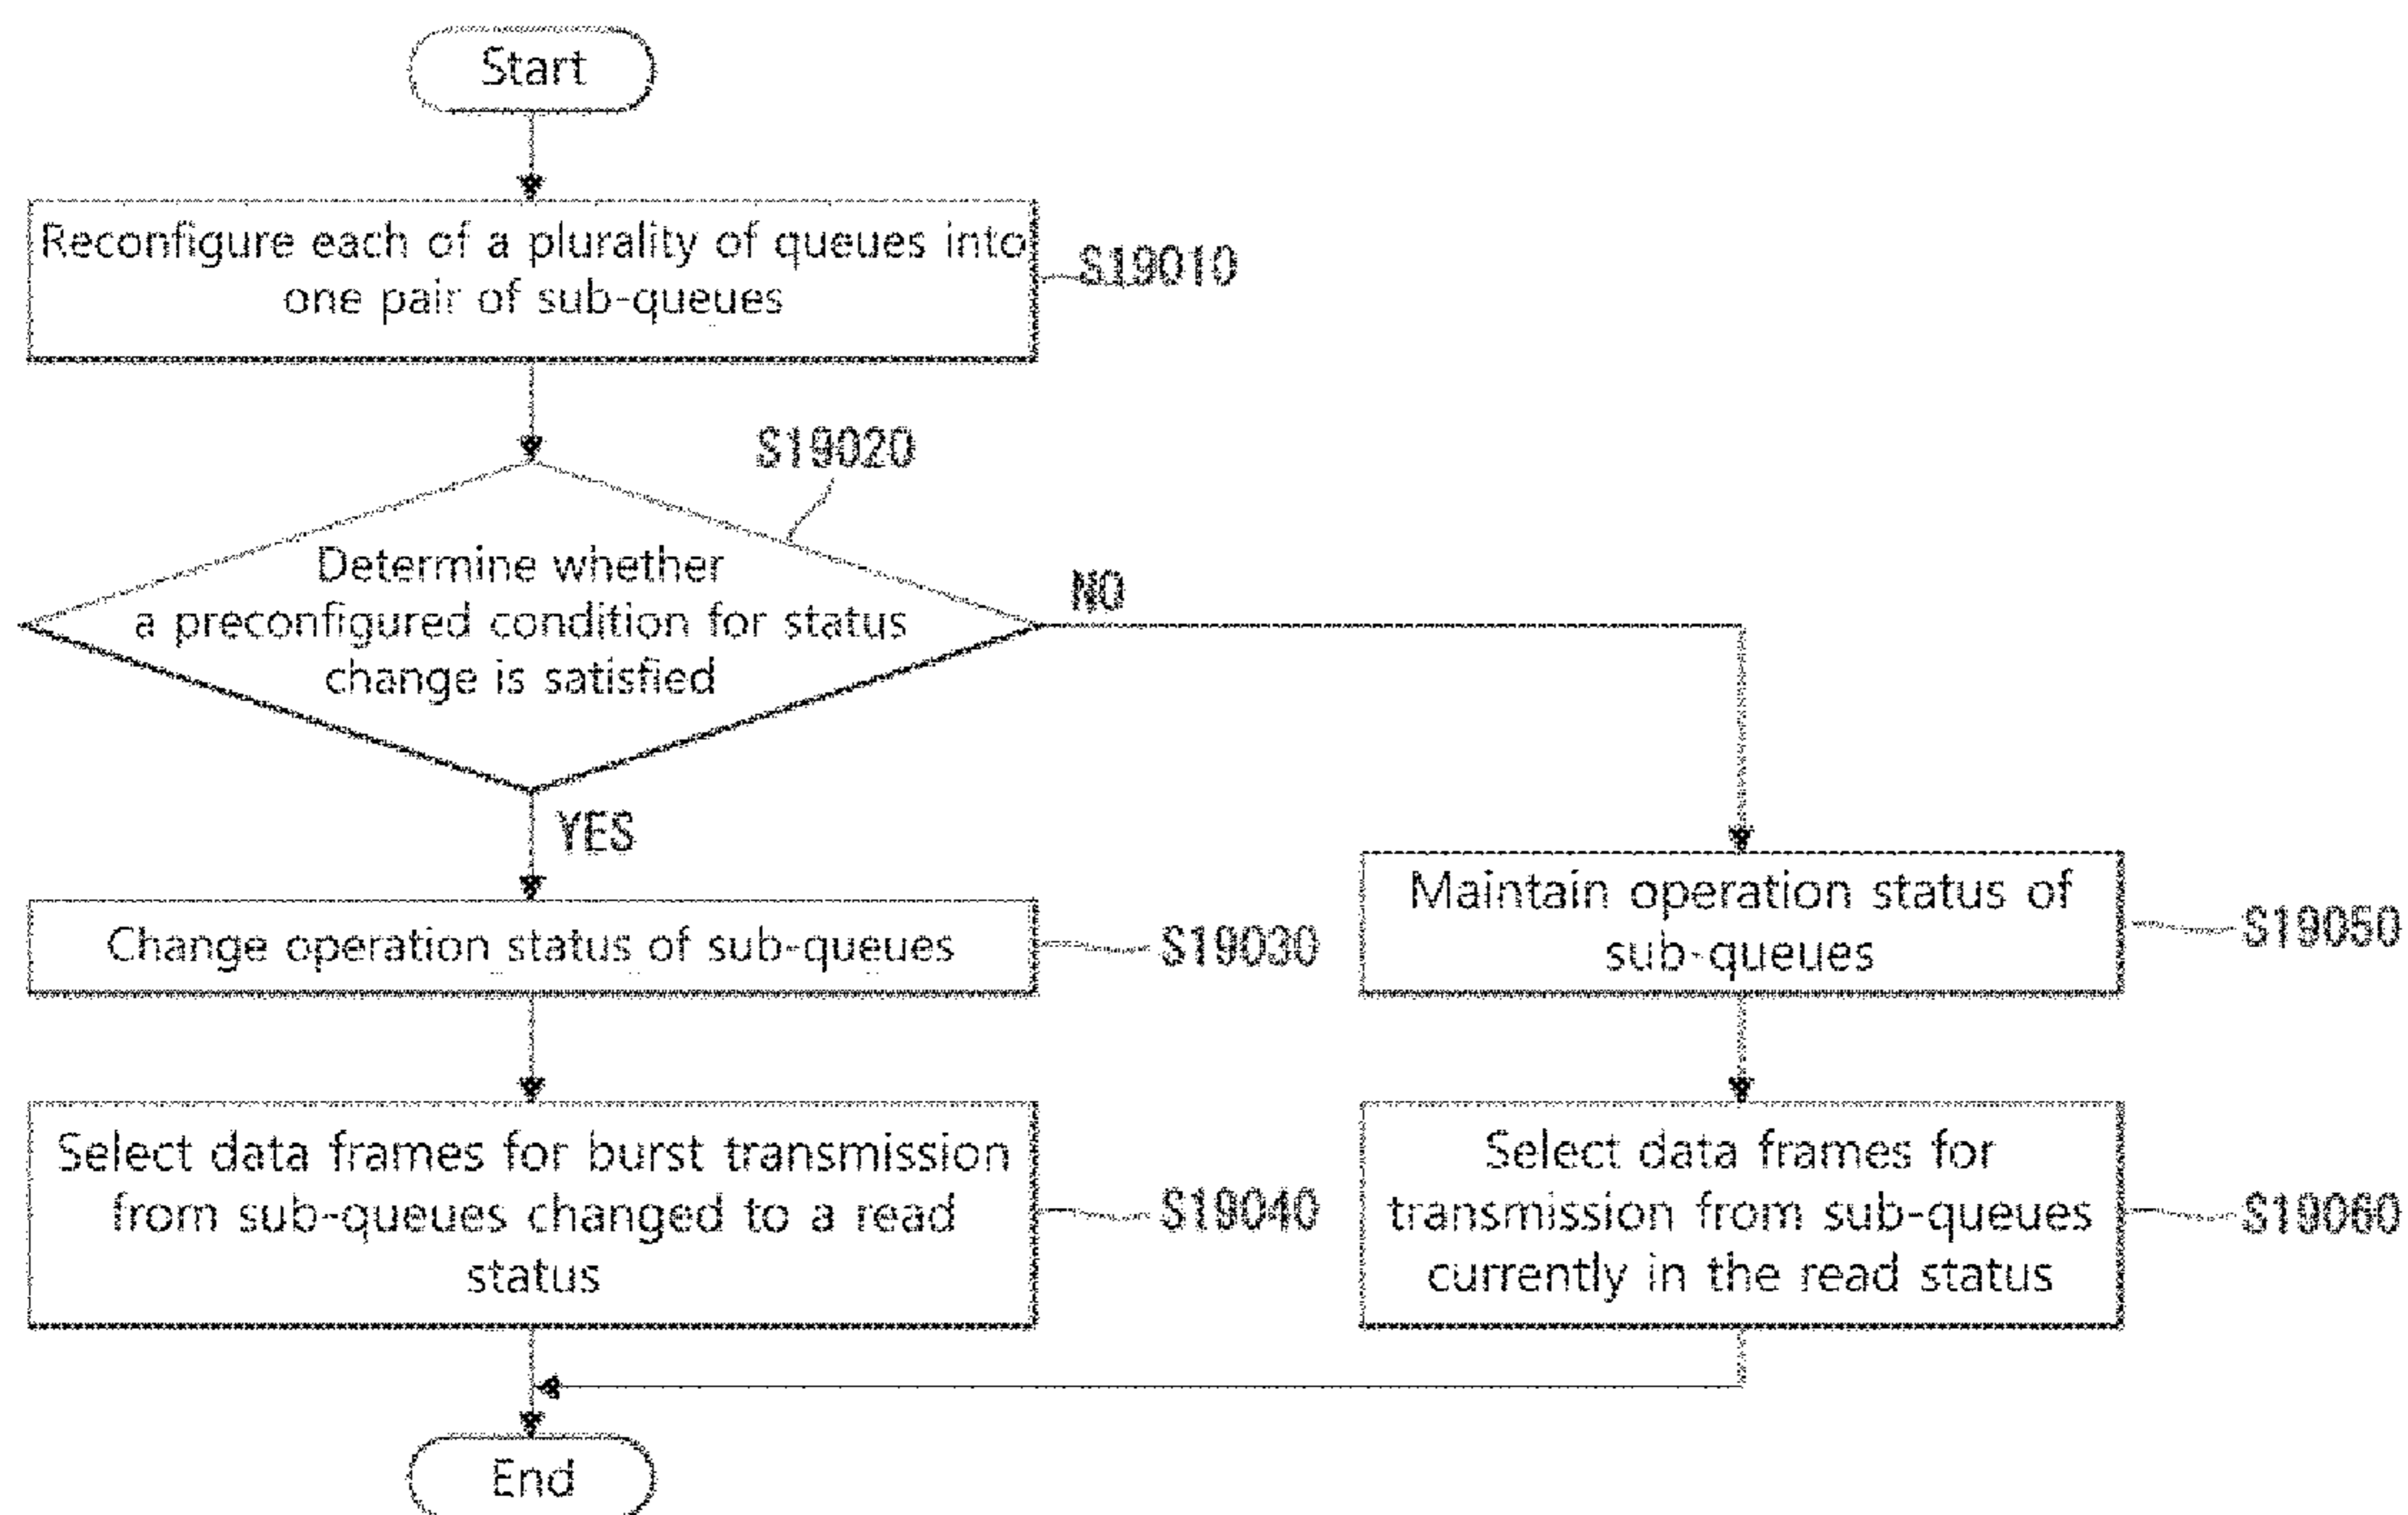 Start
Reconfigure each of a plurality of queues into
one pair of sub-queues
S19010
S19020
Determine whether
a preconfigured condition for status
change is satisfied
NO
YES
Change operation status of sub-queues
S19030
Maintain operation status of
sub-queues
S19050
Select data frames for burst transmission
from sub-queues changed to a read
status
S19040
Select data frames for
transmission from sub-queues
currently in the read status
S19060
End